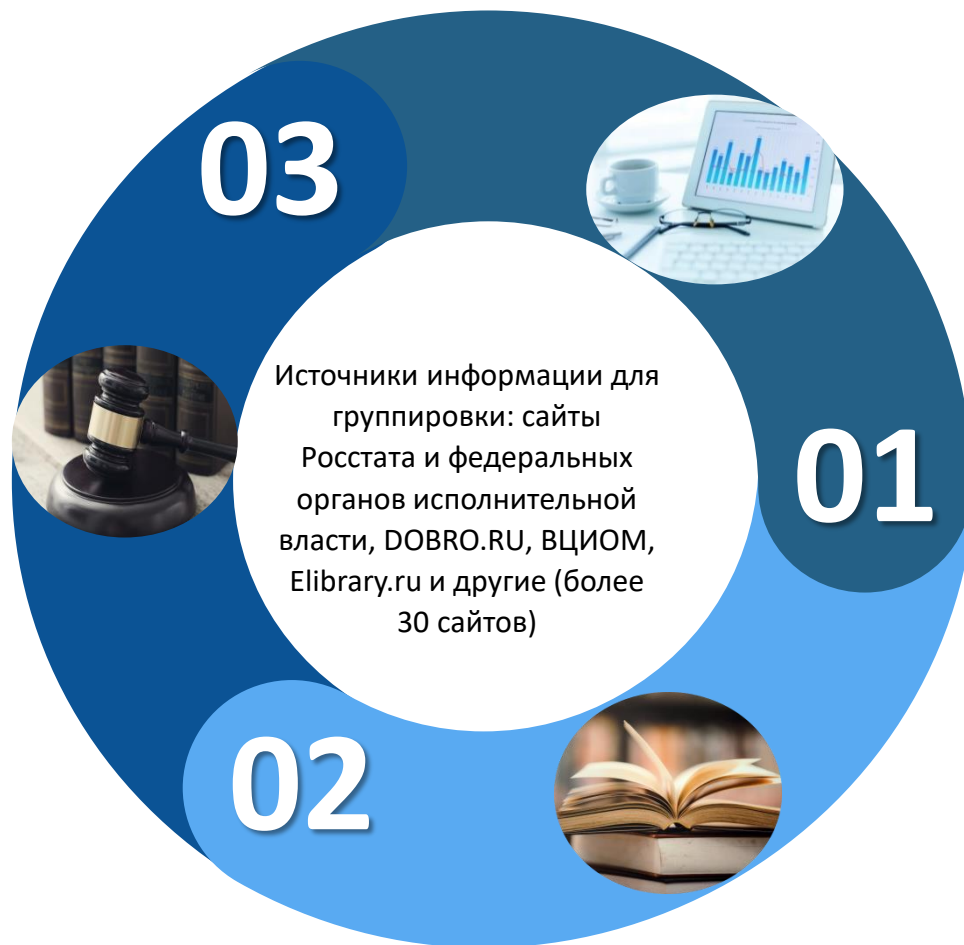 03
Источники информации для
группировки: сайты
Росстата и федеральных
органов исполнительной
власти, DOBRO.RU, ВЦИОМ,
Elibrary.ru и другие (более
30 сайтов)
01
02